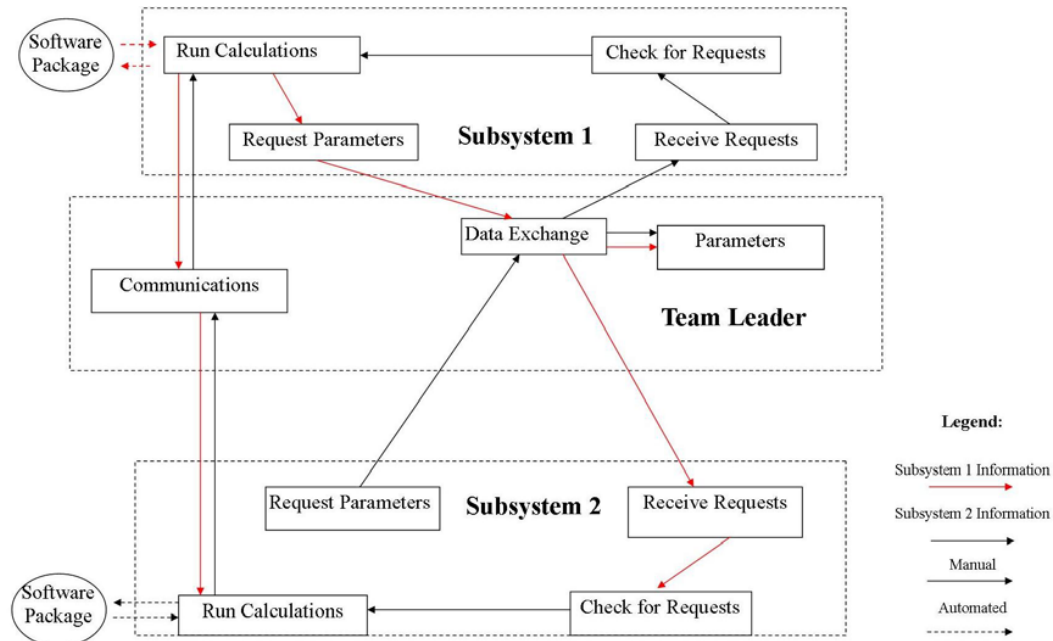 Software
Package
Run Calculations
Check for Requests
Request Parameters
Subsystem 1
Receive Requests
Data Exchange
Parameters
Communications
Team Leader
Legend:
Subsystem 1 Information
Subsystem 2 Information
Manual
Automated
Request Parameters
Subsystem 2
Receive Requests
Software
Package
Run Calculations
Check for Requests